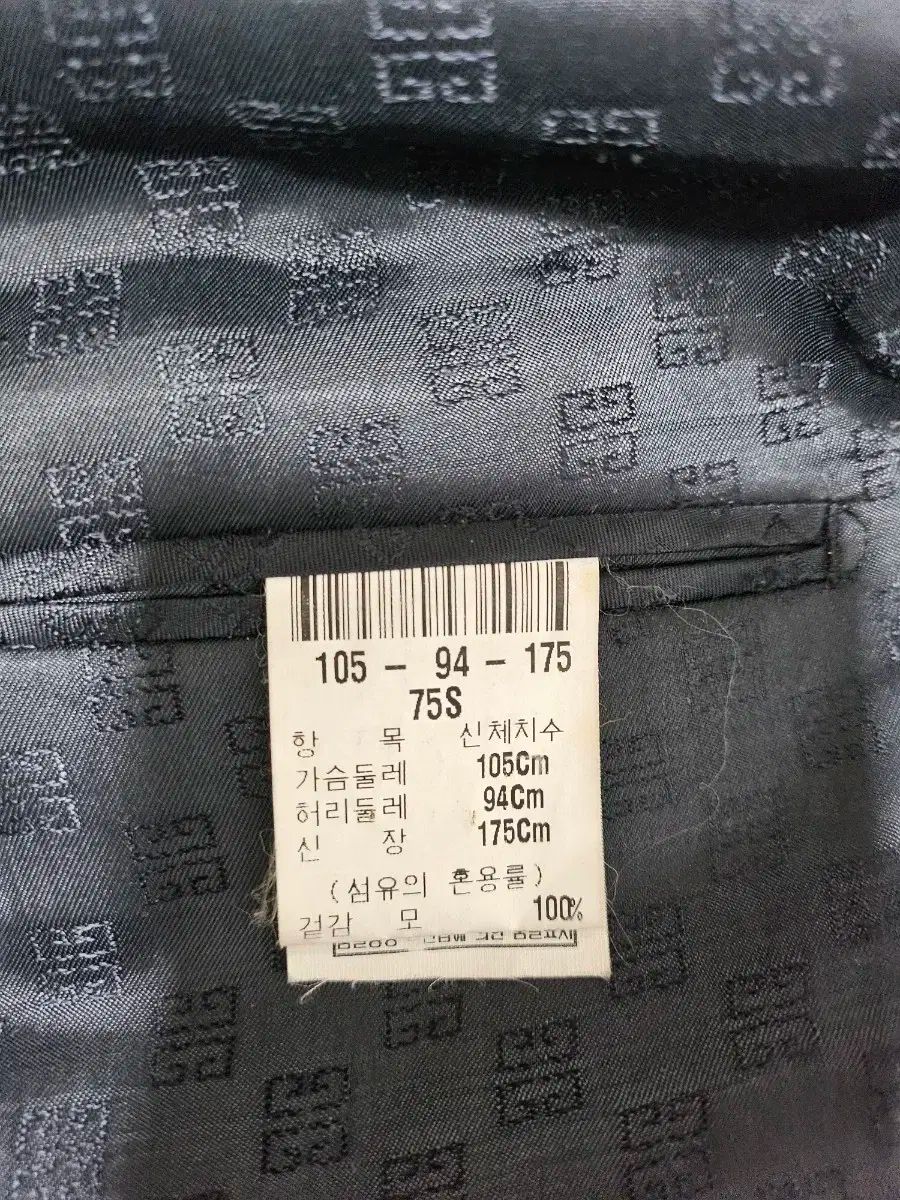 105 - 94 - 175
75S
항 목 신체치수
가슴둘레 105Cm
허리둘레 94Cm
신 장 175Cm
(섬유의 혼용률)
겉감 모 100%